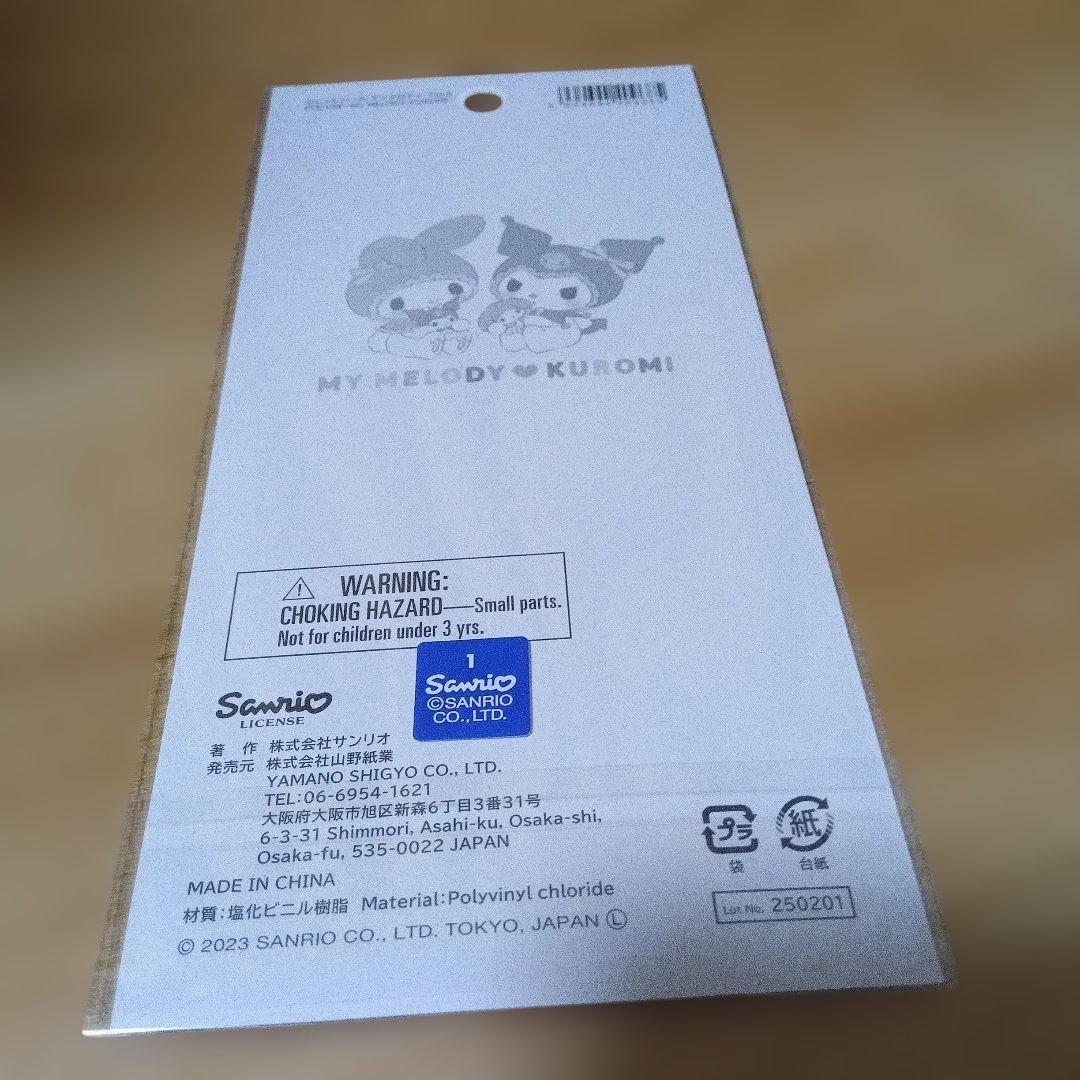 MY MELODY ♥ KUROMI
WARNING:
CHOKING HAZARD—Small parts.
Not for children under 3 yrs.
1
Sanrio
©SANRIO
CO.,LTD.
Sanrio
LICENSE
著 作 株式会社サンリオ
発売元 株式会社山野紙業
YAMANO SHIGYO CO., LTD.
TEL:06-6954-1621
大阪府大阪市旭区新森6丁目3番31号
6-3-31 Shimmori, Asahi-ku, Osaka-shi,
Osaka-fu, 535-0022 JAPAN
プラ
袋
紙
台紙
MADE IN CHINA
材質:塩化ビニル樹脂 Material:Polyvinyl chloride
Lot No. 250201
© 2023 SANRIO CO., LTD. TOKYO, JAPAN Ⓛ